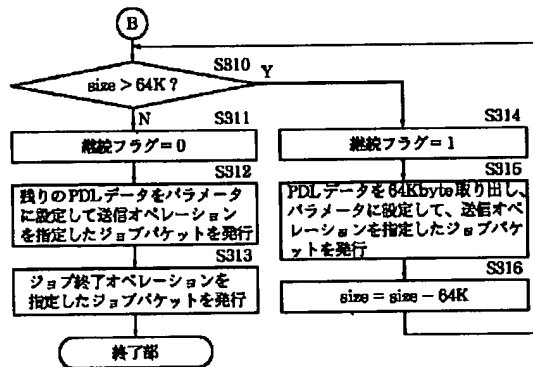 B
S310
size > 64K ?
Y
N
S311
継続フラグ = 0
S312
残りのPDLデータをパラメータ
に設定して送信オペレーション
を指定したジョブパケットを発行
S313
ジョブ終了オペレーションを
指定したジョブパケットを発行
終了部
S314
継続フラグ = 1
S315
PDLデータを64Kbyte取り出し、
パラメータに設定して、送信オペ
レーションを指定したジョブパケ
ットを発行
S316
size = size − 64K